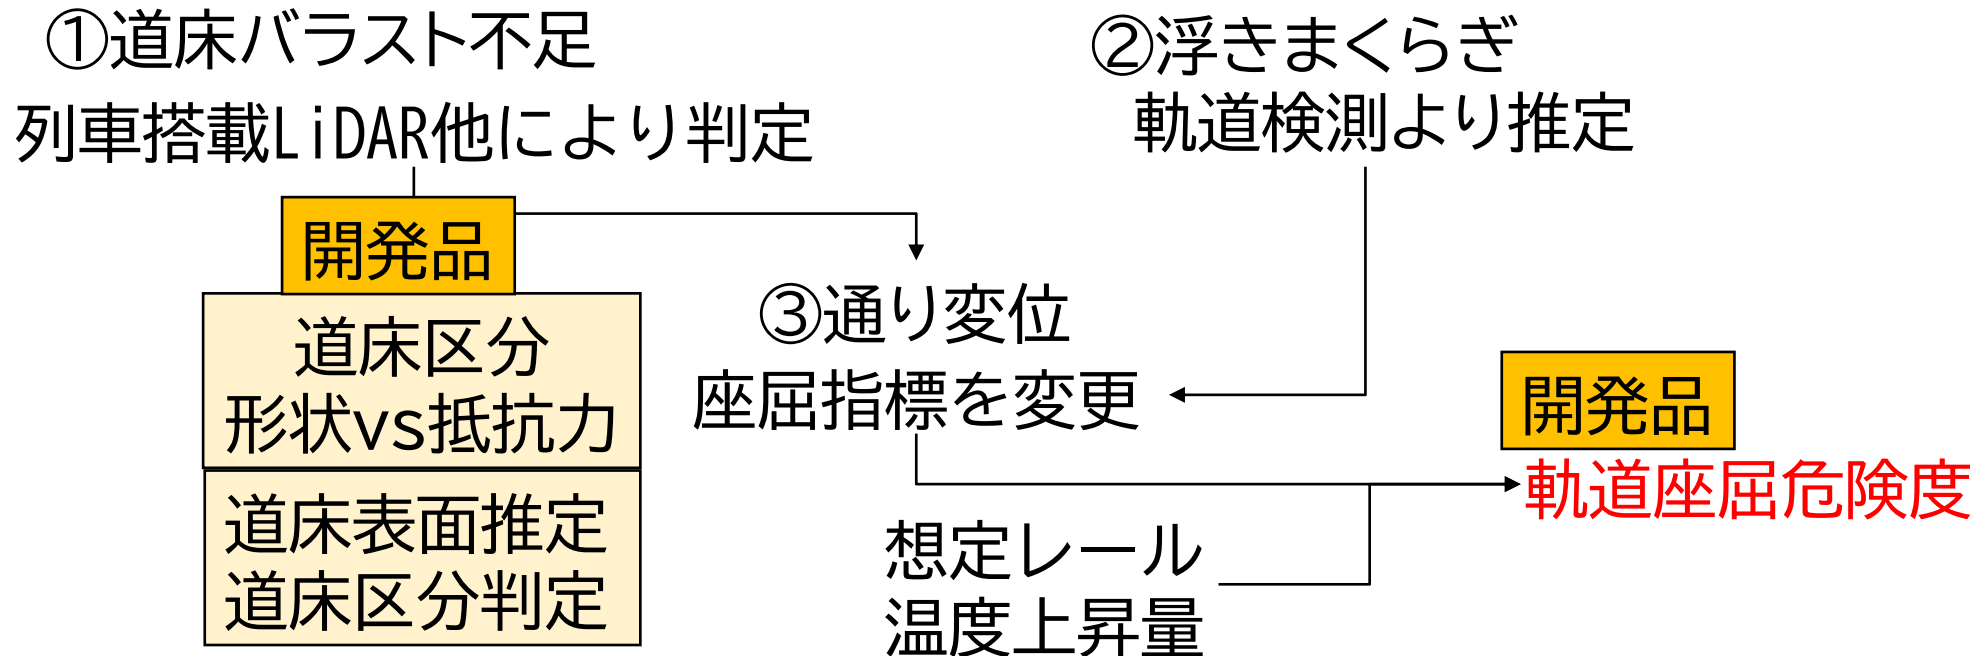 ①道床バラスト不足
列車搭載LiDAR他により判定
開発品
道床区分
形状vs抵抗力
道床表面推定
道床区分判定
②浮きまくらぎ
軌道検測より推定
③通り変位
座屈指標を変更
想定レール
温度上昇量
開発品
軌道座屈危険度